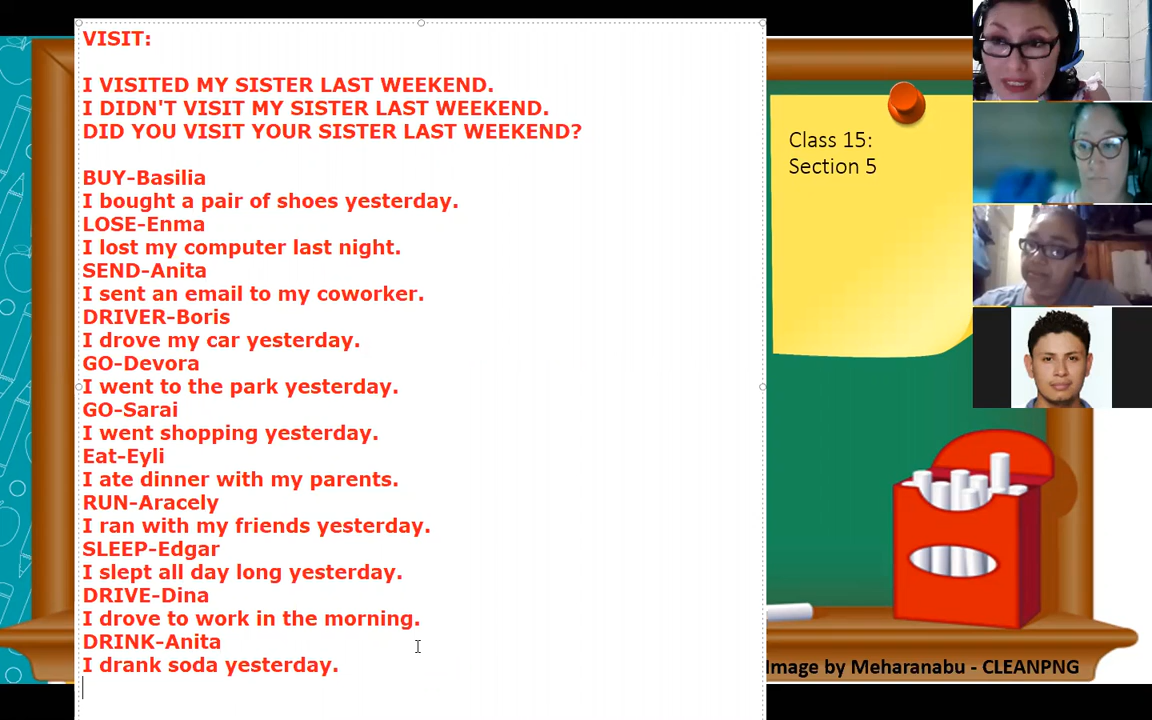 VISIT:
I VISITED MY SISTER LAST WEEKEND.
I DIDN'T VISIT MY SISTER LAST WEEKEND.
DID YOU VISIT YOUR SISTER LAST WEEKEND?
BUY-Basilia
I bought a pair of shoes yesterday.
LOSE-Enma
I lost my computer last night.
SEND-Anita
I sent an email to my coworker.
DRIVER-Boris
I drove my car yesterday.
GO-Devora
I went to the park yesterday.
GO-Sarai
I went shopping yesterday.
Eat-Eyli
I ate dinner with my parents.
RUN-Aracely
I ran with my friends yesterday.
SLEEP-Edgar
I slept all day long yesterday.
DRIVE-Dina
I drove to work in the morning.
DRINK-Anita
I drank soda yesterday.
Class 15:
Section 5
Image by Meharanabu - CLEANPNG